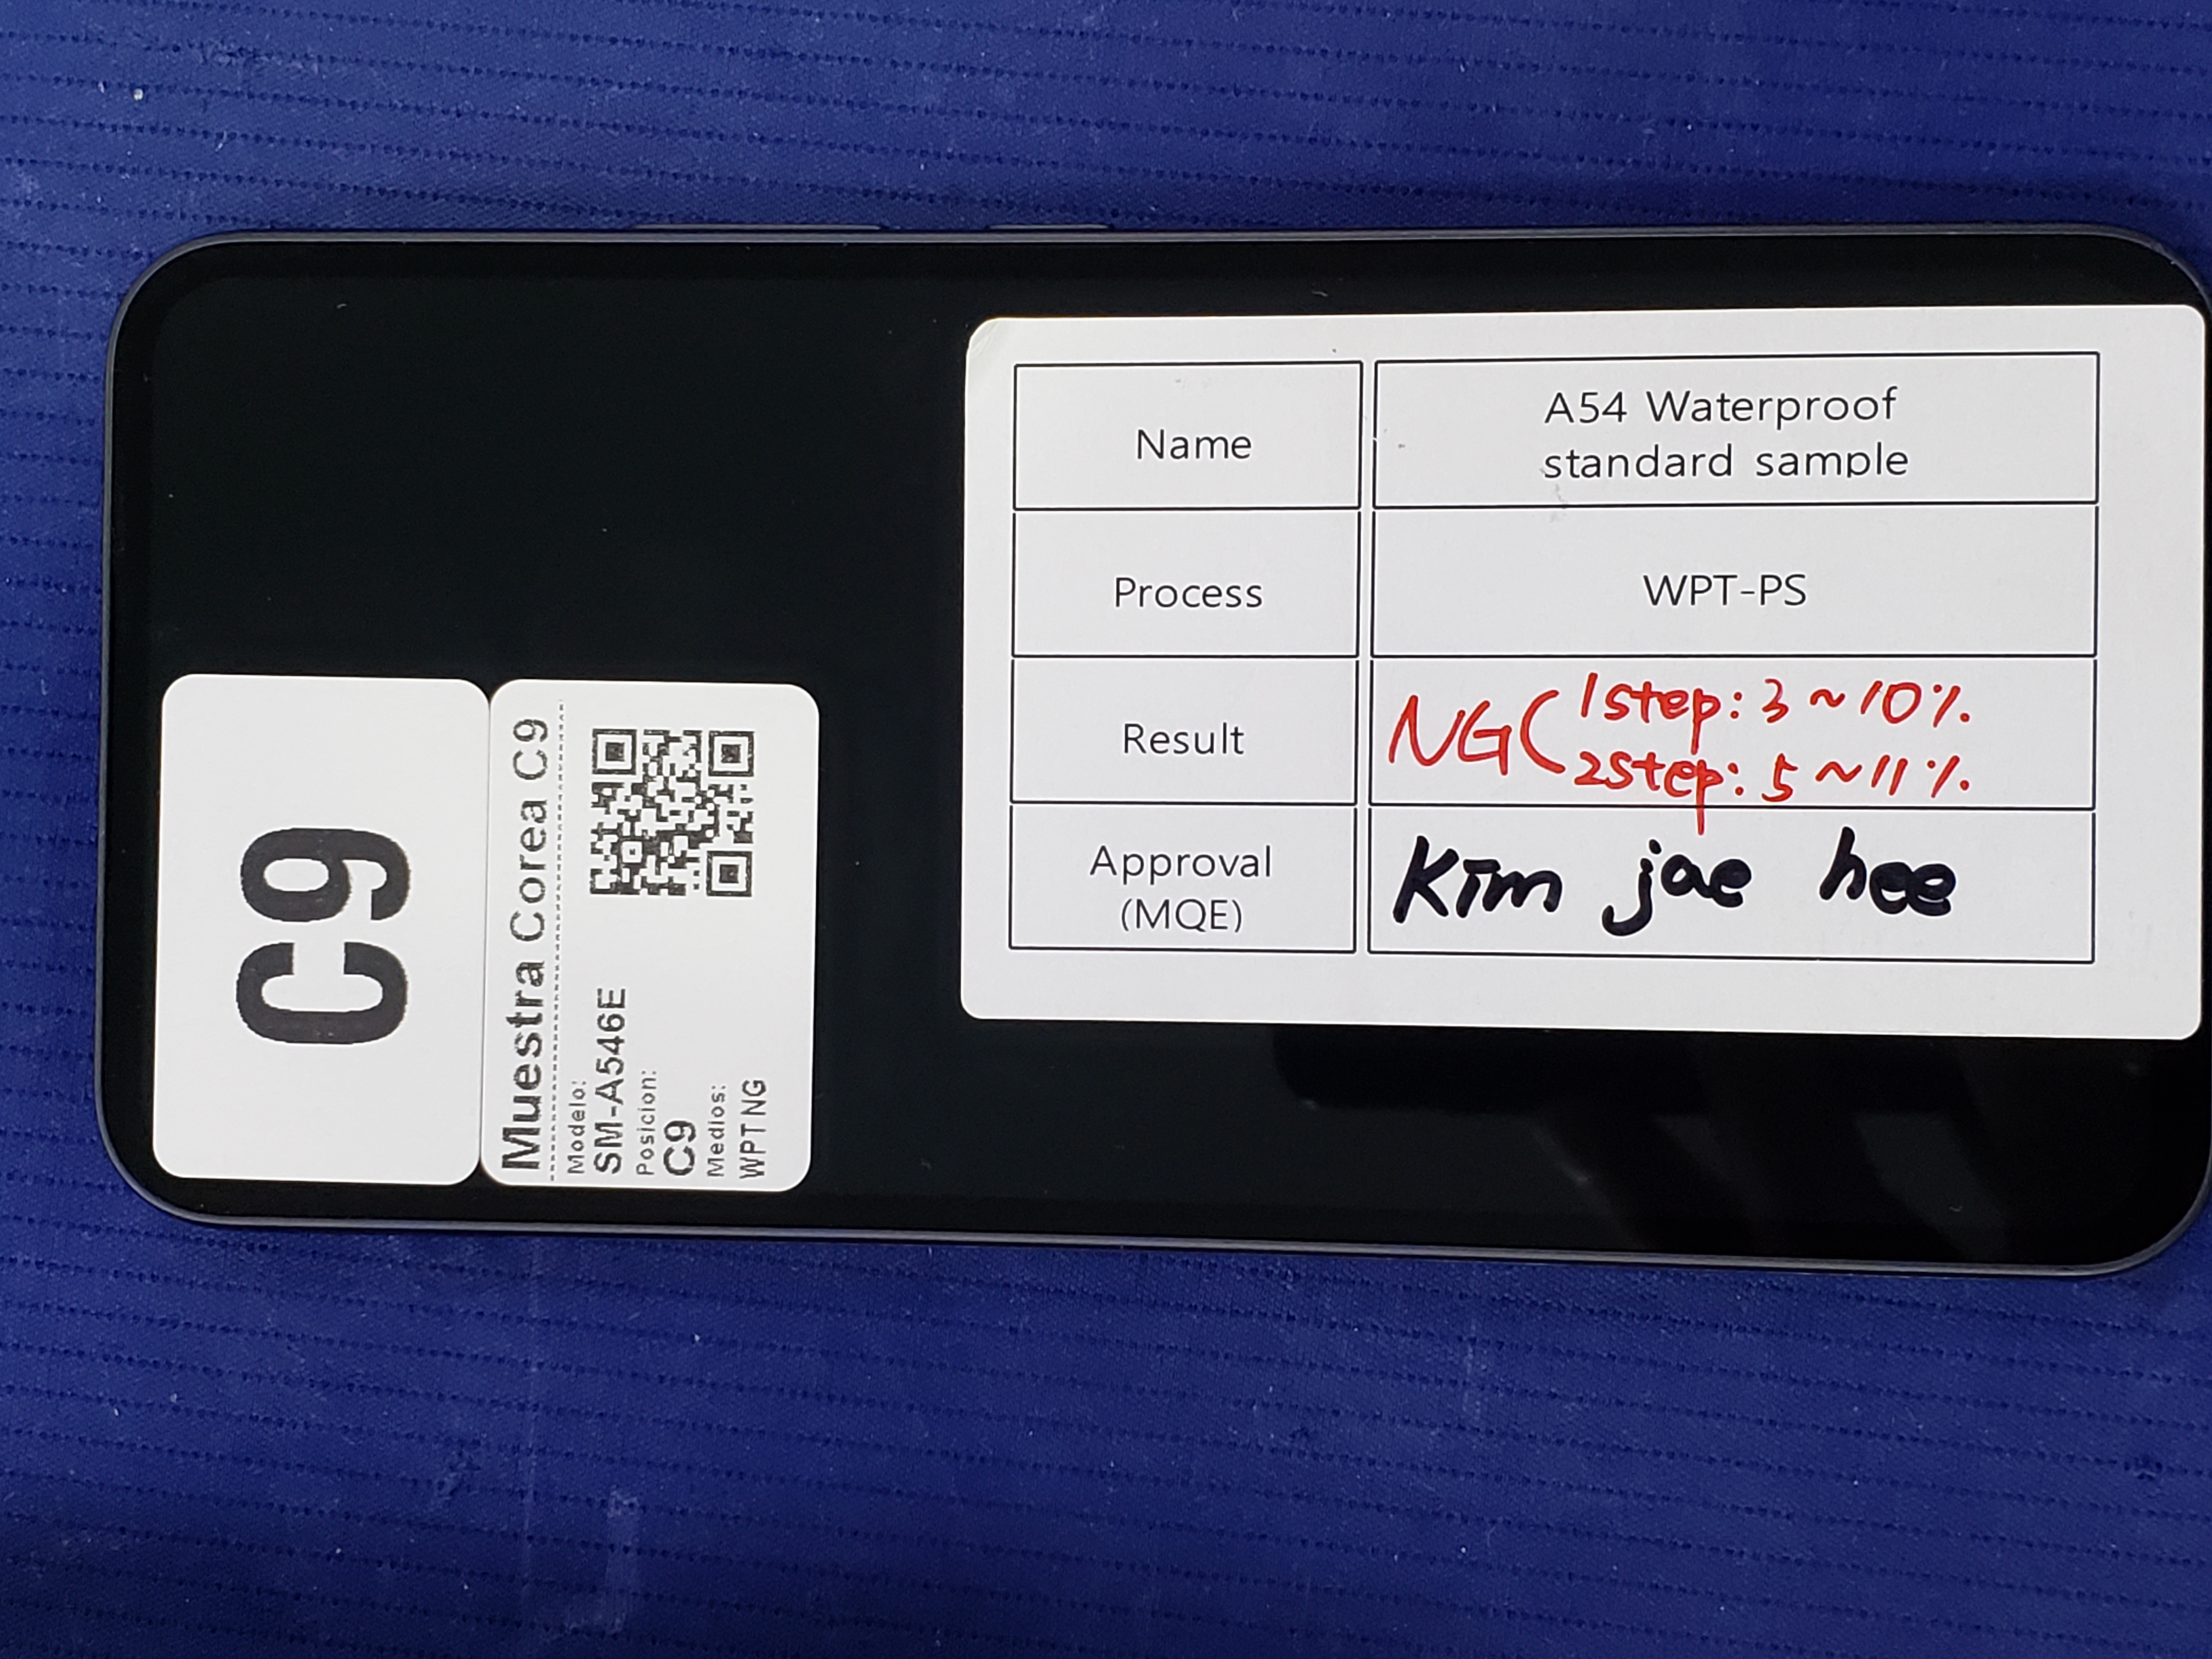 C9
Muestra Corea C9
Modelo:
SM-A546E
Posicion:
C9
Medios:
WPT NG
Name
A54 Waterproof
standard sample
Process
WPT-PS
Result
NG(1step: 3 ~ 10%
2step: 5 ~ 11%
Approval
(MQE)
Kim jae hee